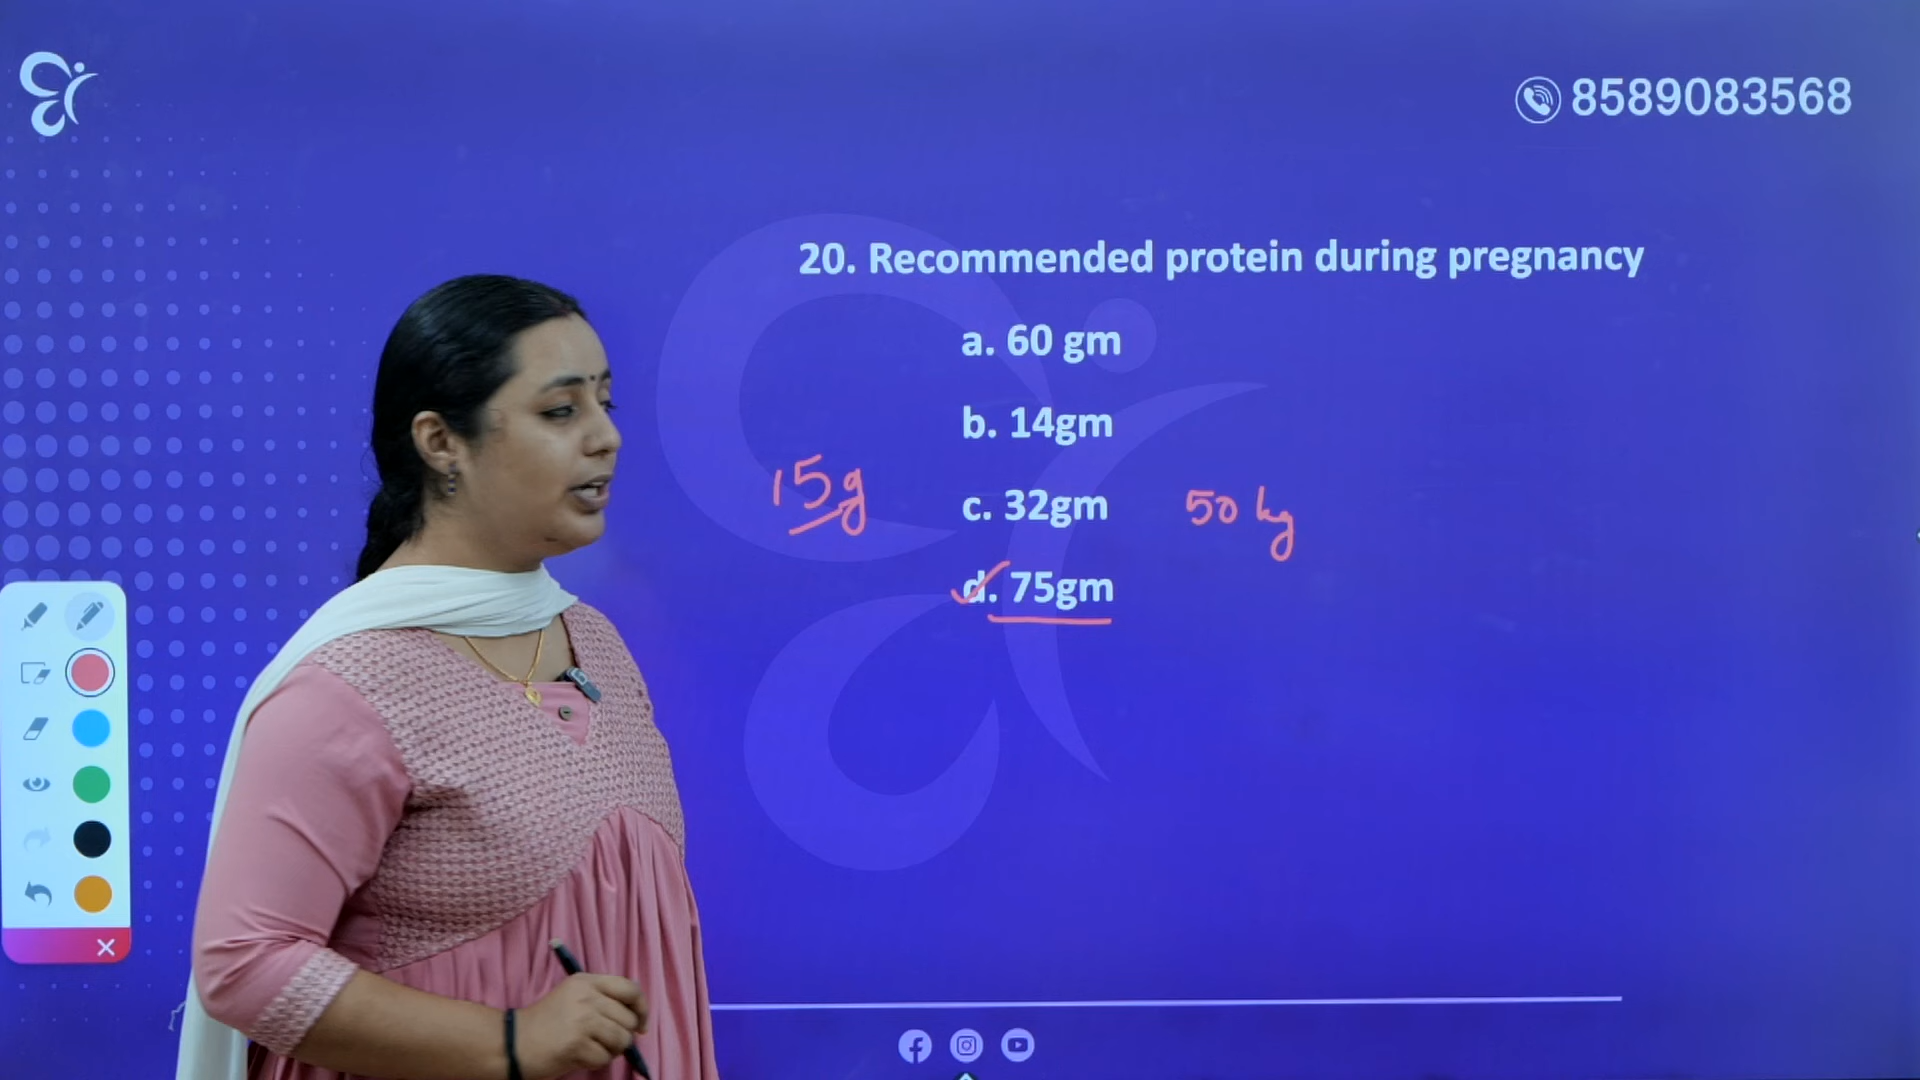 8589083568
20. Recommended protein during pregnancy
a. 60 gm
b. 14gm
15g
c. 32gm
50 kg
d. 75gm